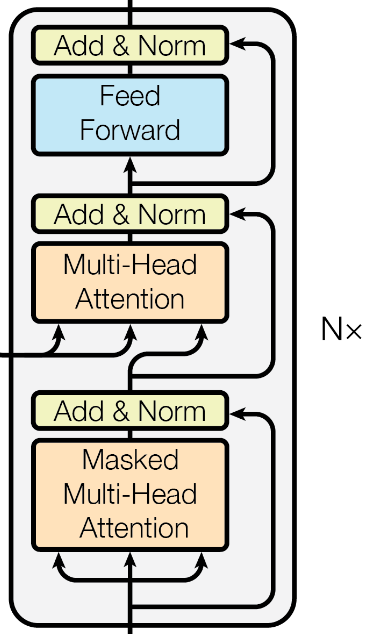 Add & Norm
Feed
Forward
Add & Norm
Multi-Head
Attention
N×
Add & Norm
Masked
Multi-Head
Attention